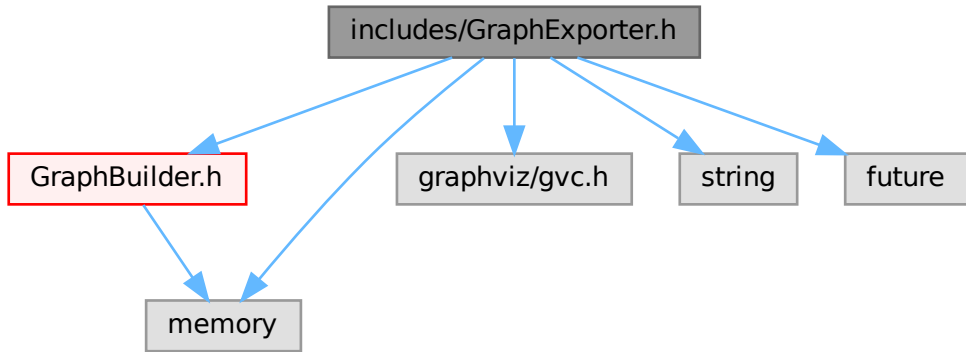 includes/GraphExporter.h
GraphBuilder.h
graphviz/gvc.h
string
future
memory